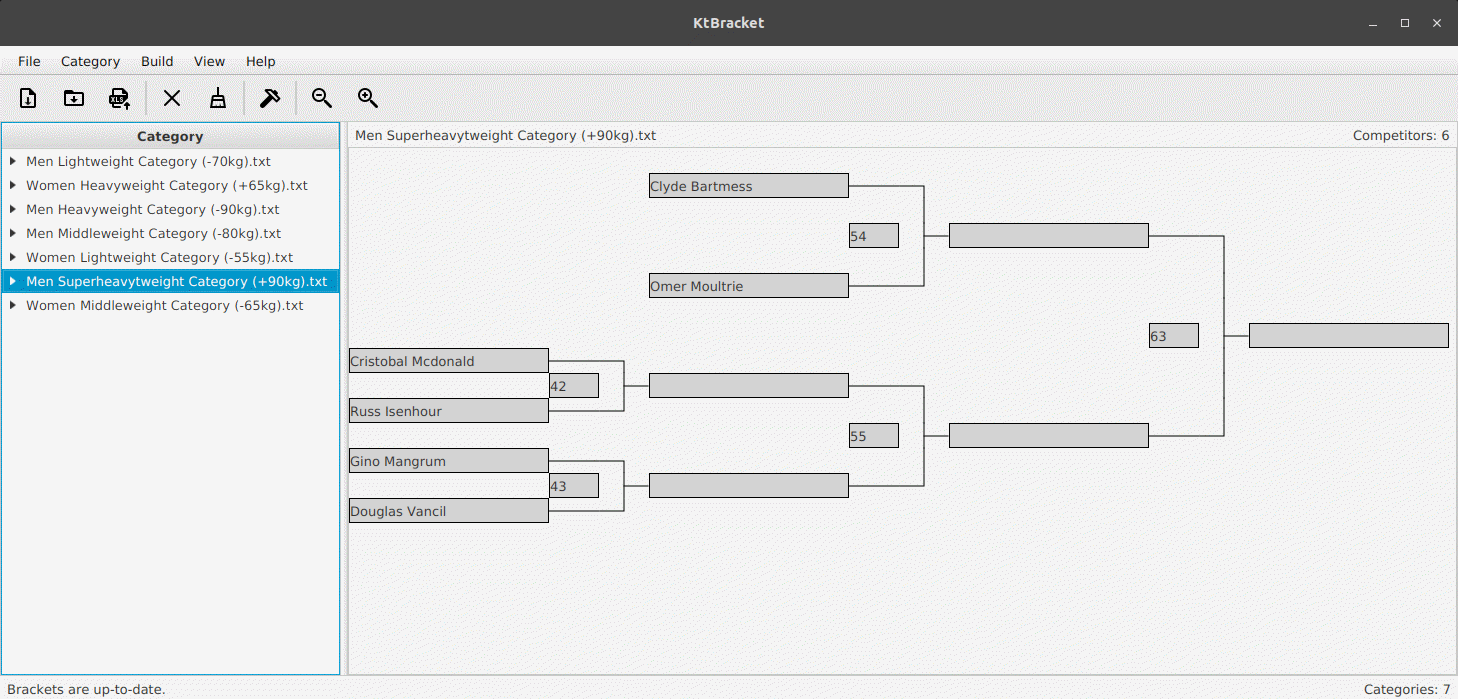 KtBracket
File Category Build View Help
XLS
Category
Men Lightweight Category (-70kg).txt
Women Heavyweight Category (+65kg).txt
Men Heavyweight Category (-90kg).txt
Men Middleweight Category (-80kg).txt
Women Lightweight Category (-55kg).txt
Men Superheavytweight Category (+90kg).txt
Women Middleweight Category (-65kg).txt
Men Superheavytweight Category (+90kg).txt
Competitors: 6
Clyde Bartmess
54
Omer Moultrie
63
Cristobal Mcdonald
42
Russ Isenhour
55
Gino Mangrum
43
Douglas Vancil
Brackets are up-to-date.
Categories: 7